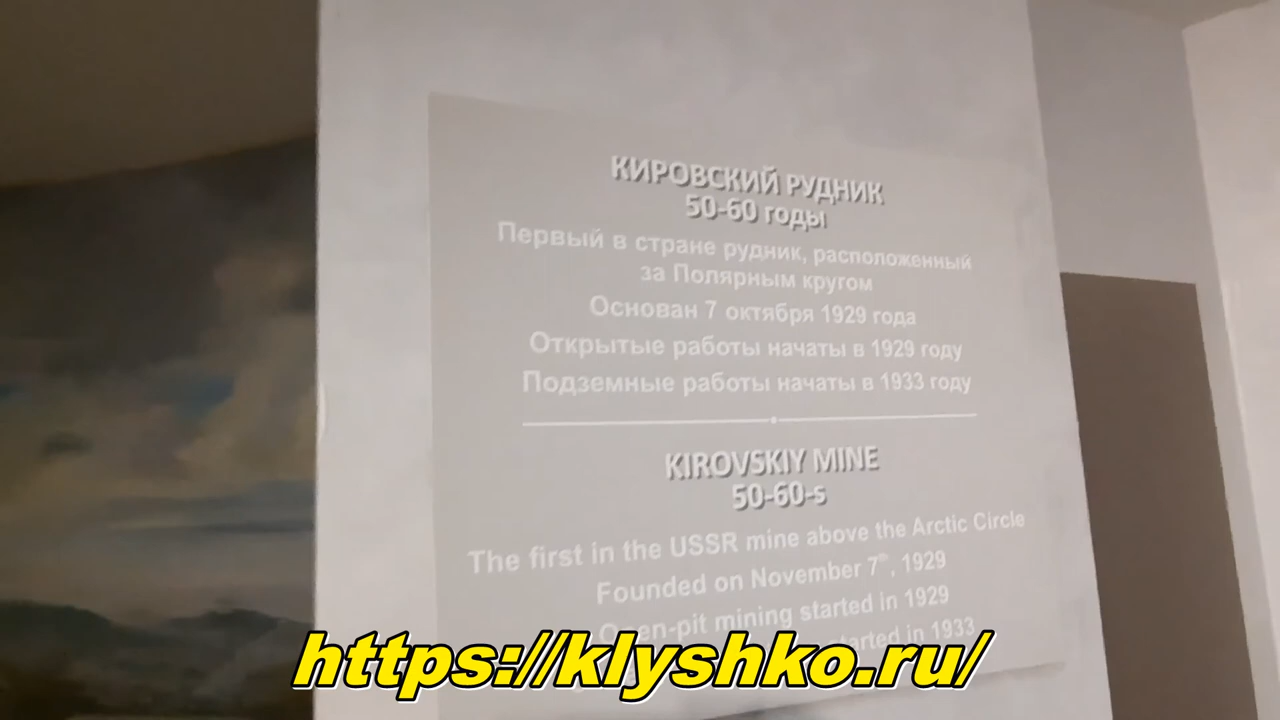 КИРОВСКИЙ РУДНИК
50-60 годы
Первый в стране рудник, расположенный
за Полярным кругом
Основан 7 октября 1929 года
Открытые работы начаты в 1929 году
Подземные работы начаты в 1933 году
KIROVSKIY MINE
50-60-s
The first in the USSR mine above the Arctic Circle
Founded on November 7th, 1929
Open-pit mining started in 1929
started in 1933
https://klyshko.ru/